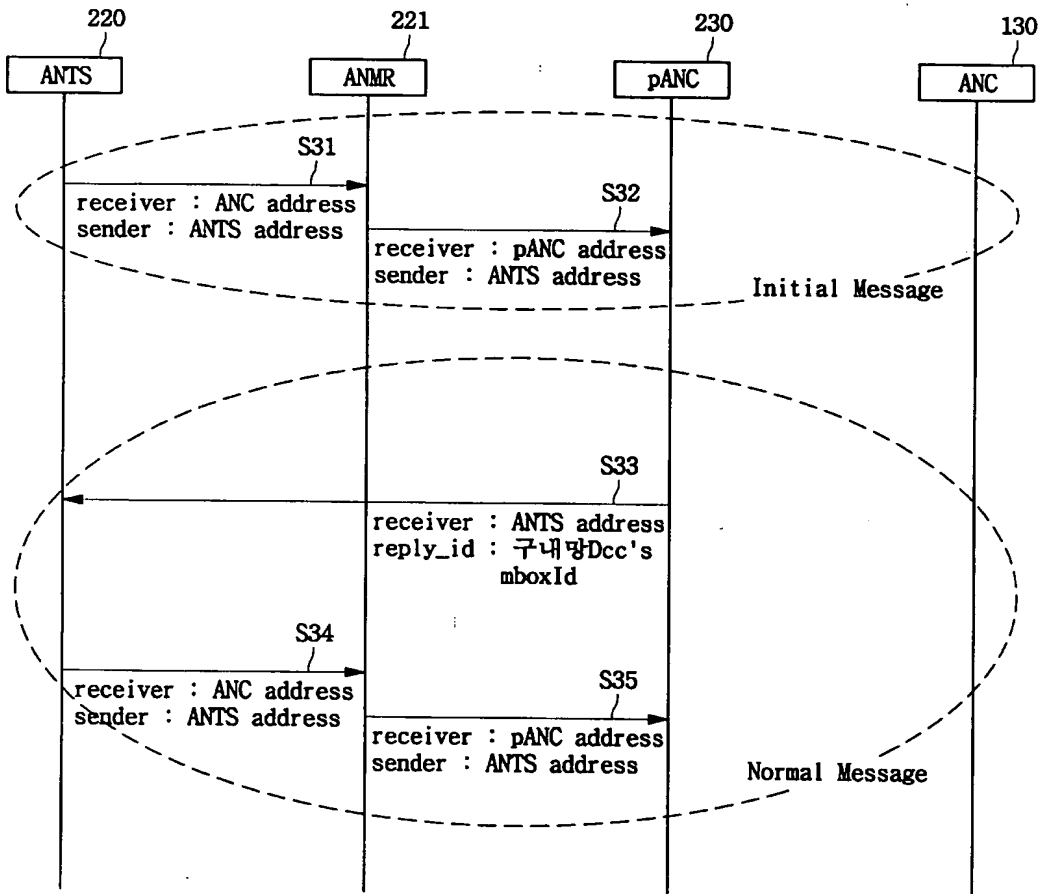 220
221
230
130
ANTS
ANMR
pANC
ANC
S31
receiver : ANC address
sender : ANTS address
S32
receiver : pANC address
sender : ANTS address
Initial Message
S33
receiver : ANTS address
reply_id : 구내망Dcc's
mboxId
S34
receiver : ANC address
sender : ANTS address
S35
receiver : pANC address
sender : ANTS address
Normal Message